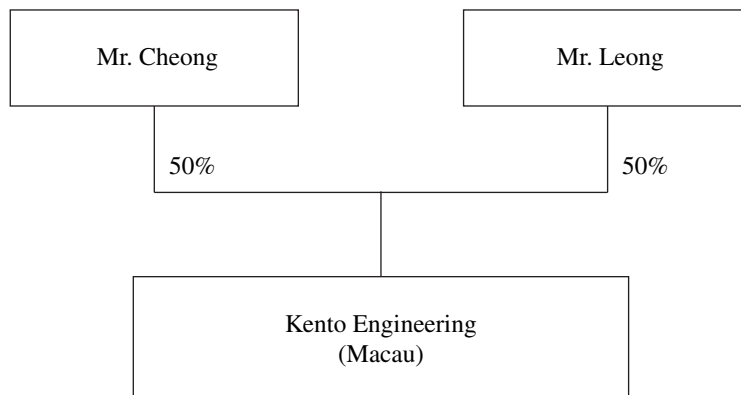 Mr. Cheong
Mr. Leong
50%
50%
Kento Engineering
(Macau)